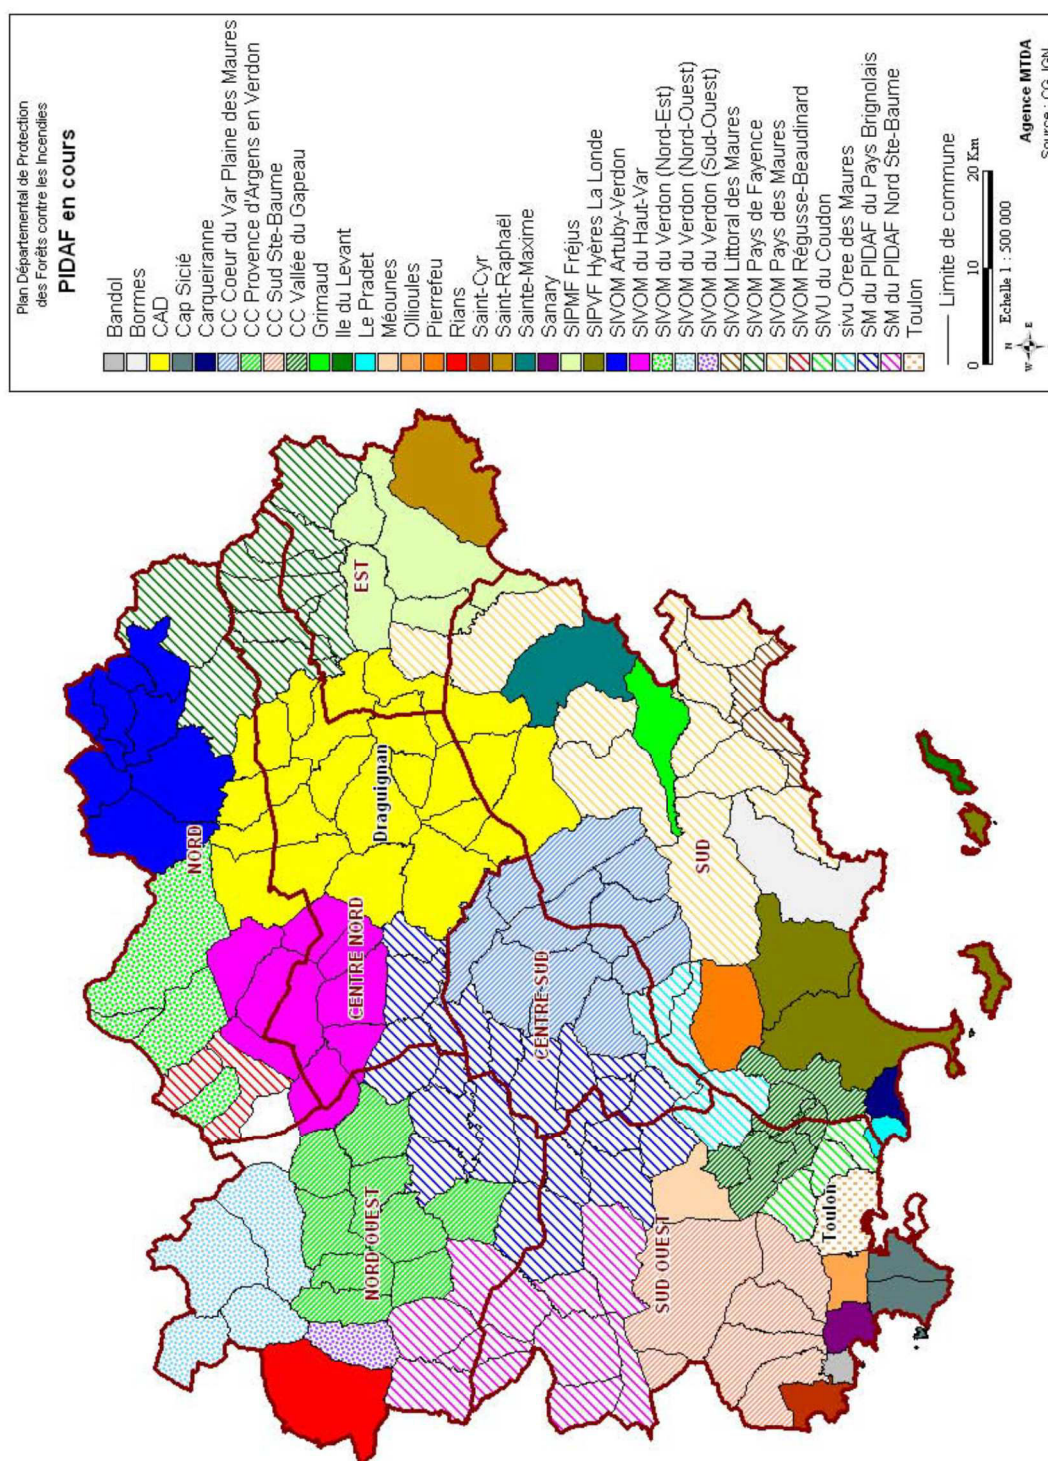 Plan Départemental de Protection
des Forêts contre les Incendies
PIDAF en cours
Bandol
Bormes
CAD
Cap Sicié
Carqueiranne
CC Coeur du Var Plaine des Maures
CC Provence d'Argens en Verdon
CC Sud Ste-Baume
CC Vallée du Gapeau
Grimaud
Ile du Levant
Le Pradet
Méounes
Ollioules
Pierrefeu
Rians
Saint-Cyr
Saint-Raphaël
Sainte-Maxime
Sanary
SIPMF Fréjus
SIPVF Hyères La Londe
SIVOM Artuby-Verdon
SIVOM du Haut-Var
SIVOM du Verdon (Nord-Est)
SIVOM du Verdon (Nord-Ouest)
SIVOM du Verdon (Sud-Ouest)
SIVOM Littoral des Maures
SIVOM Pays de Fayence
SIVOM Pays des Maures
SIVOM Régusse-Beaudinard
SIVU du Coudon
sivu Oree des Maures
SM du PIDAF du Pays Brignolais
SM du PIDAF Nord Ste-Baume
Toulon
Limite de commune
0 10 20 Km
Echelle 1 : 500 000
N
W E
Agence MTDA
Source : CG, IGN
NORD
EST
Draguignan
CENTRE NORD
NORD OUEST
CENTRE-SUD
SUD
SUD OUEST
Toulon